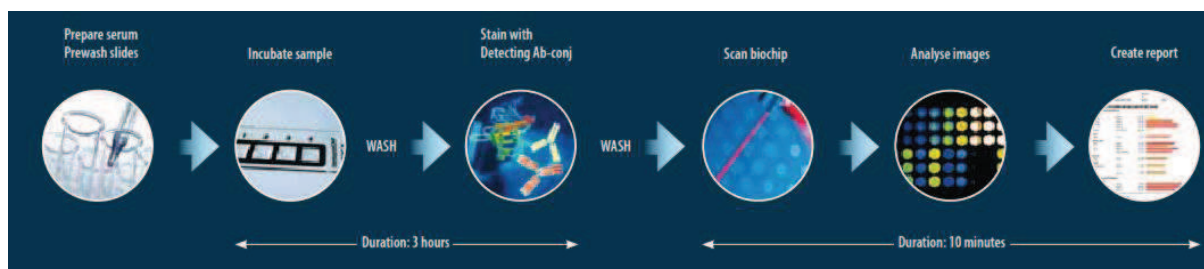 Prepare serum
Prewash slides
Incubate sample
WASH
Stain with
Detecting Ab-conj
WASH
Scan biochip
Analyse images
Create report
Duration: 3 hours
Duration: 10 minutes